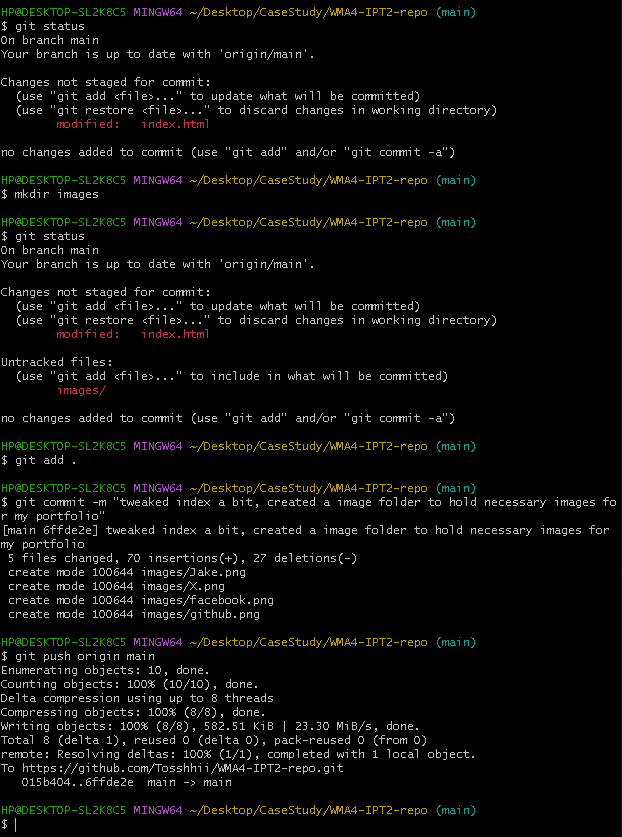 HP@DESKTOP-SL2K8C5 MINGW64 ~/Desktop/CaseStudy/WMA4-IPT2-repo (main)
$ git status
On branch main
Your branch is up to date with 'origin/main'.
Changes not staged for commit:
  (use "git add <file>..." to update what will be committed)
  (use "git restore <file>..." to discard changes in working directory)
        modified:   index.html
no changes added to commit (use "git add" and/or "git commit -a")
HP@DESKTOP-SL2K8C5 MINGW64 ~/Desktop/CaseStudy/WMA4-IPT2-repo (main)
$ mkdir images
HP@DESKTOP-SL2K8C5 MINGW64 ~/Desktop/CaseStudy/WMA4-IPT2-repo (main)
$ git status
On branch main
Your branch is up to date with 'origin/main'.
Changes not staged for commit:
  (use "git add <file>..." to update what will be committed)
  (use "git restore <file>..." to discard changes in working directory)
        modified:   index.html
Untracked files:
  (use "git add <file>..." to include in what will be committed)
        images/
no changes added to commit (use "git add" and/or "git commit -a")
HP@DESKTOP-SL2K8C5 MINGW64 ~/Desktop/CaseStudy/WMA4-IPT2-repo (main)
$ git add .
HP@DESKTOP-SL2K8C5 MINGW64 ~/Desktop/CaseStudy/WMA4-IPT2-repo (main)
$ git commit -m "tweaked index a bit, created a image folder to hold necessary images fo
r my portfolio"
[main 6ffde2e] tweaked index a bit, created a image folder to hold necessary images for
my portfolio
 5 files changed, 70 insertions(+), 27 deletions(-)
 create mode 100644 images/Jake.png
 create mode 100644 images/X.png
 create mode 100644 images/facebook.png
 create mode 100644 images/github.png
HP@DESKTOP-SL2K8C5 MINGW64 ~/Desktop/CaseStudy/WMA4-IPT2-repo (main)
$ git push origin main
Enumerating objects: 10, done.
Counting objects: 100% (10/10), done.
Delta compression using up to 8 threads
Compressing objects: 100% (8/8), done.
Writing objects: 100% (8/8), 582.51 KiB | 23.30 MiB/s, done.
Total 8 (delta 1), reused 0 (delta 0), pack-reused 0 (from 0)
remote: Resolving deltas: 100% (1/1), completed with 1 local object.
To https://github.com/Tosshhii/WMA4-IPT2-repo.git
   015b404..6ffde2e  main -> main
HP@DESKTOP-SL2K8C5 MINGW64 ~/Desktop/CaseStudy/WMA4-IPT2-repo (main)
$